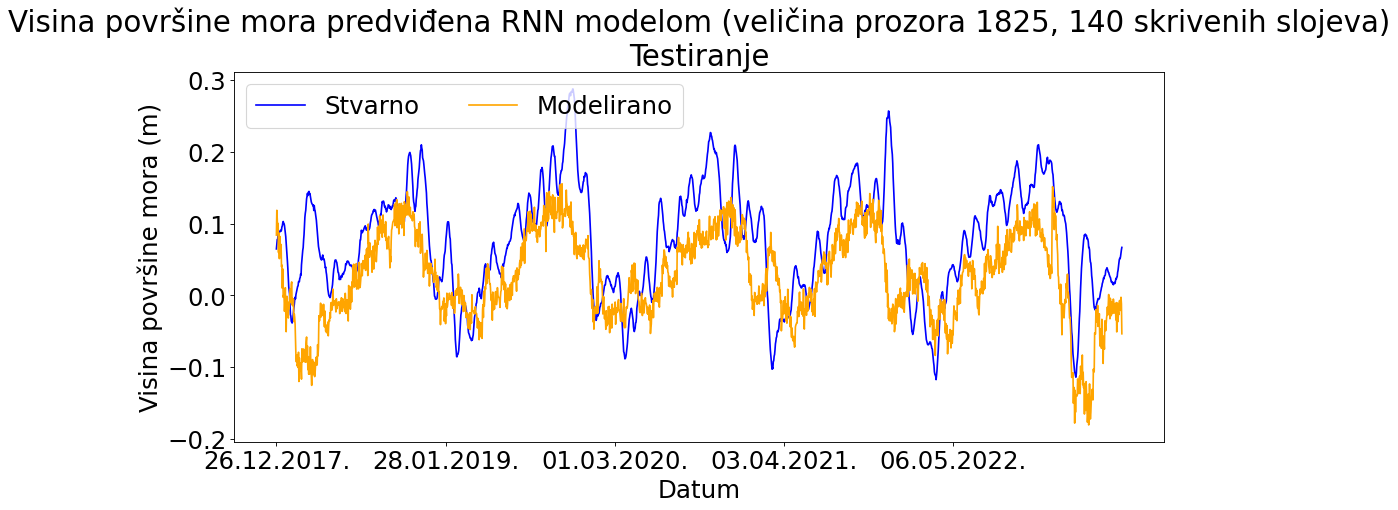 Visina površine mora predviđena RNN modelom (veličina prozora 1825, 140 skrivenih slojeva)
Testiranje
Stvarno
Modelirano
Visina površine mora (m)
0.3
0.2
0.1
0.0
−0.1
−0.2
26.12.2017.
28.01.2019.
01.03.2020.
03.04.2021.
06.05.2022.
Datum